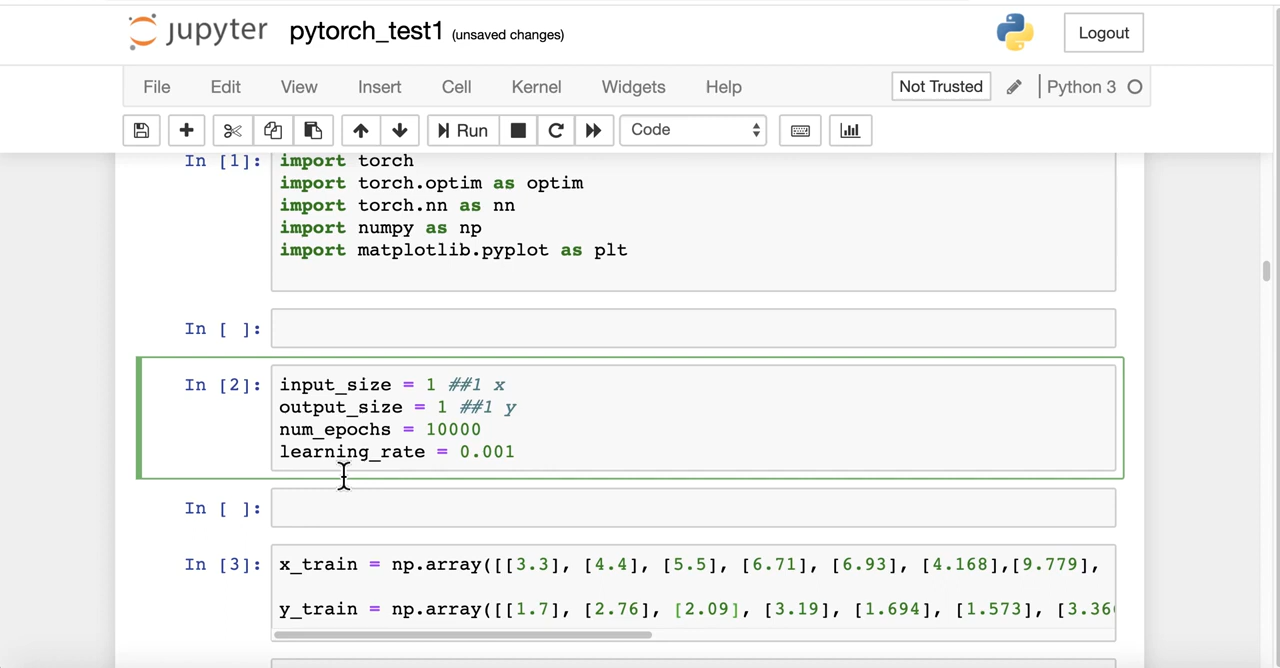 jupyter pytorch_test1 (unsaved changes) Logout
File Edit View Insert Cell Kernel Widgets Help Not Trusted Python 3
Run Code
In [1]: import torch
import torch.optim as optim
import torch.nn as nn
import numpy as np
import matplotlib.pyplot as plt
In [ ]:
In [2]: input_size = 1 ##1 x
output_size = 1 ##1 y
num_epochs = 10000
learning_rate = 0.001
In [ ]:
In [3]: x_train = np.array([[3.3], [4.4], [5.5], [6.71], [6.93], [4.168],[9.779],
y_train = np.array([[1.7], [2.76], [2.09], [3.19], [1.694], [1.573], [3.36